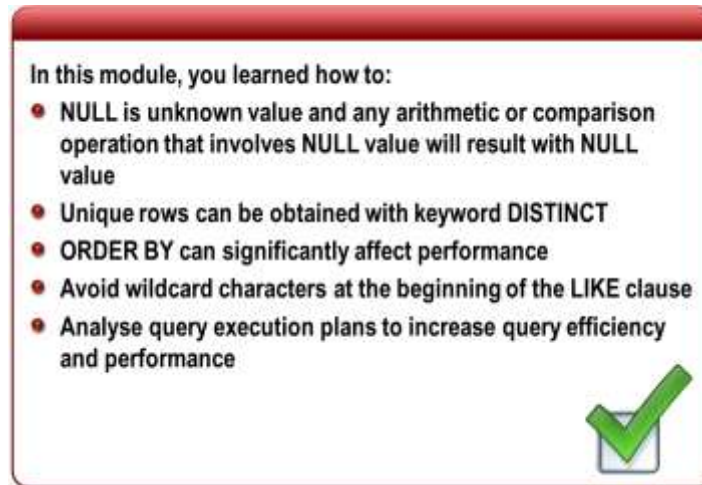 In this module, you learned how to:
NULL is unknown value and any arithmetic or comparison
operation that involves NULL value will result with NULL
value
Unique rows can be obtained with keyword DISTINCT
ORDER BY can significantly affect performance
Avoid wildcard characters at the beginning of the LIKE clause
Analyse query execution plans to increase query efficiency
and performance